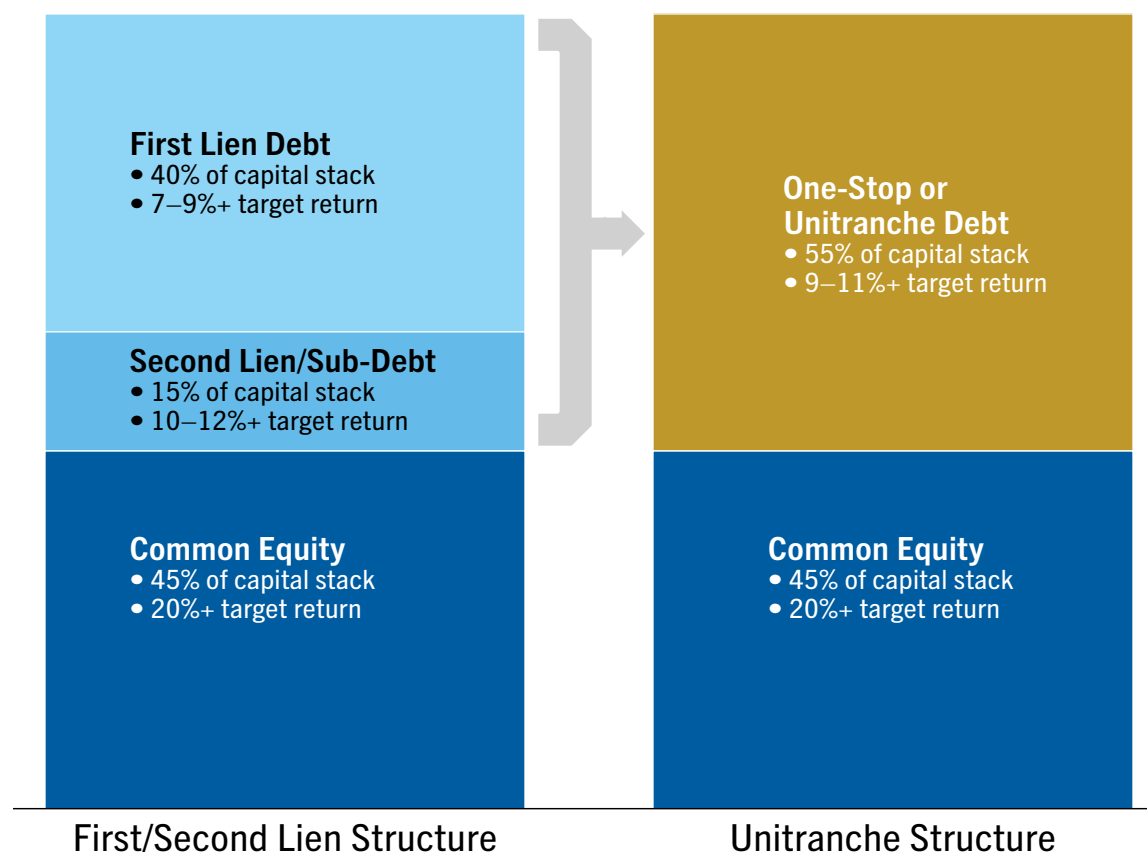 First Lien Debt
• 40% of capital stack
• 7–9%+ target return
Second Lien/Sub-Debt
• 15% of capital stack
• 10–12%+ target return
Common Equity
• 45% of capital stack
• 20%+ target return
First/Second Lien Structure
One-Stop or
Unitranche Debt
• 55% of capital stack
• 9–11%+ target return
Common Equity
• 45% of capital stack
• 20%+ target return
Unitranche Structure